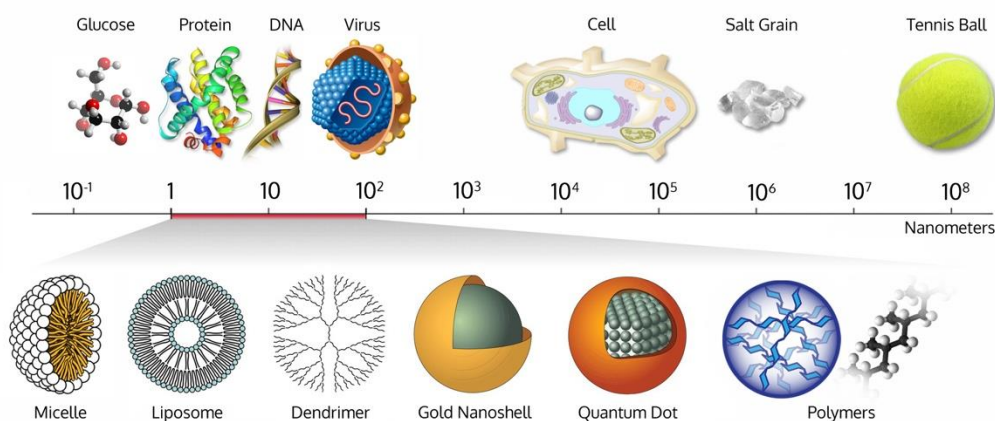 Glucose Protein DNA Virus Cell Salt Grain Tennis Ball
10⁻¹ 1 10 10² 10³ 10⁴ 10⁵ 10⁶ 10⁷ 10⁸
Nanometers
Micelle Liposome Dendrimer Gold Nanoshell Quantum Dot Polymers